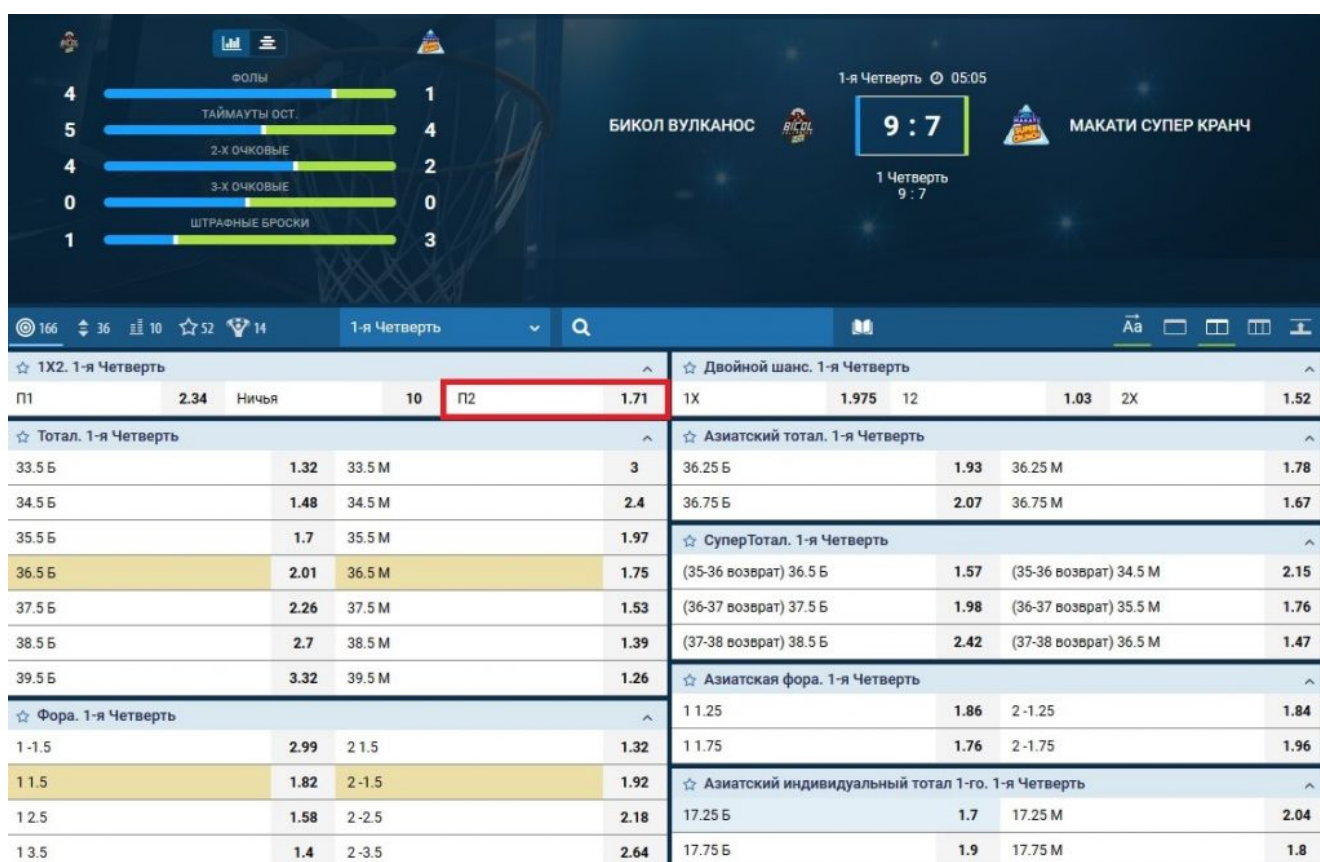 ФОЛЫ
4 1
ТАЙМАУТЫ ОСТ.
5 4
2-Х ОЧКОВЫЕ
4 2
3-Х ОЧКОВЫЕ
0 0
ШТРАФНЫЕ БРОСКИ
1 3
1-я Четверть 05:05
БИКОЛ ВУЛКАНОС BICOL 9 : 7 MAKATI SUPER CRUNCH МАКАТИ СУПЕР КРАНЧ
1 Четверть
9 : 7
166 36 10 52 14 1-я Четверть Aa
1X2. 1-я Четверть
П1 2.34 Ничья 10 П2 1.71
Тотал. 1-я Четверть
33.5 Б 1.32 33.5 М 3
34.5 Б 1.48 34.5 М 2.4
35.5 Б 1.7 35.5 М 1.97
36.5 Б 2.01 36.5 М 1.75
37.5 Б 2.26 37.5 М 1.53
38.5 Б 2.7 38.5 М 1.39
39.5 Б 3.32 39.5 М 1.26
Фора. 1-я Четверть
1 -1.5 2.99 2 1.5 1.32
1 1.5 1.82 2 -1.5 1.92
1 2.5 1.58 2 -2.5 2.18
1 3.5 1.4 2 -3.5 2.64
Двойной шанс. 1-я Четверть
1X 1.975 12 1.03 2X 1.52
Азиатский тотал. 1-я Четверть
36.25 Б 1.93 36.25 М 1.78
36.75 Б 2.07 36.75 М 1.67
СуперТотал. 1-я Четверть
(35-36 возврат) 36.5 Б 1.57 (35-36 возврат) 34.5 М 2.15
(36-37 возврат) 37.5 Б 1.98 (36-37 возврат) 35.5 М 1.76
(37-38 возврат) 38.5 Б 2.42 (37-38 возврат) 36.5 М 1.47
Азиатская фора. 1-я Четверть
1 1.25 1.86 2 -1.25 1.84
1 1.75 1.76 2 -1.75 1.96
Азиатский индивидуальный тотал 1-го. 1-я Четверть
17.25 Б 1.7 17.25 М 2.04
17.75 Б 1.9 17.75 М 1.8